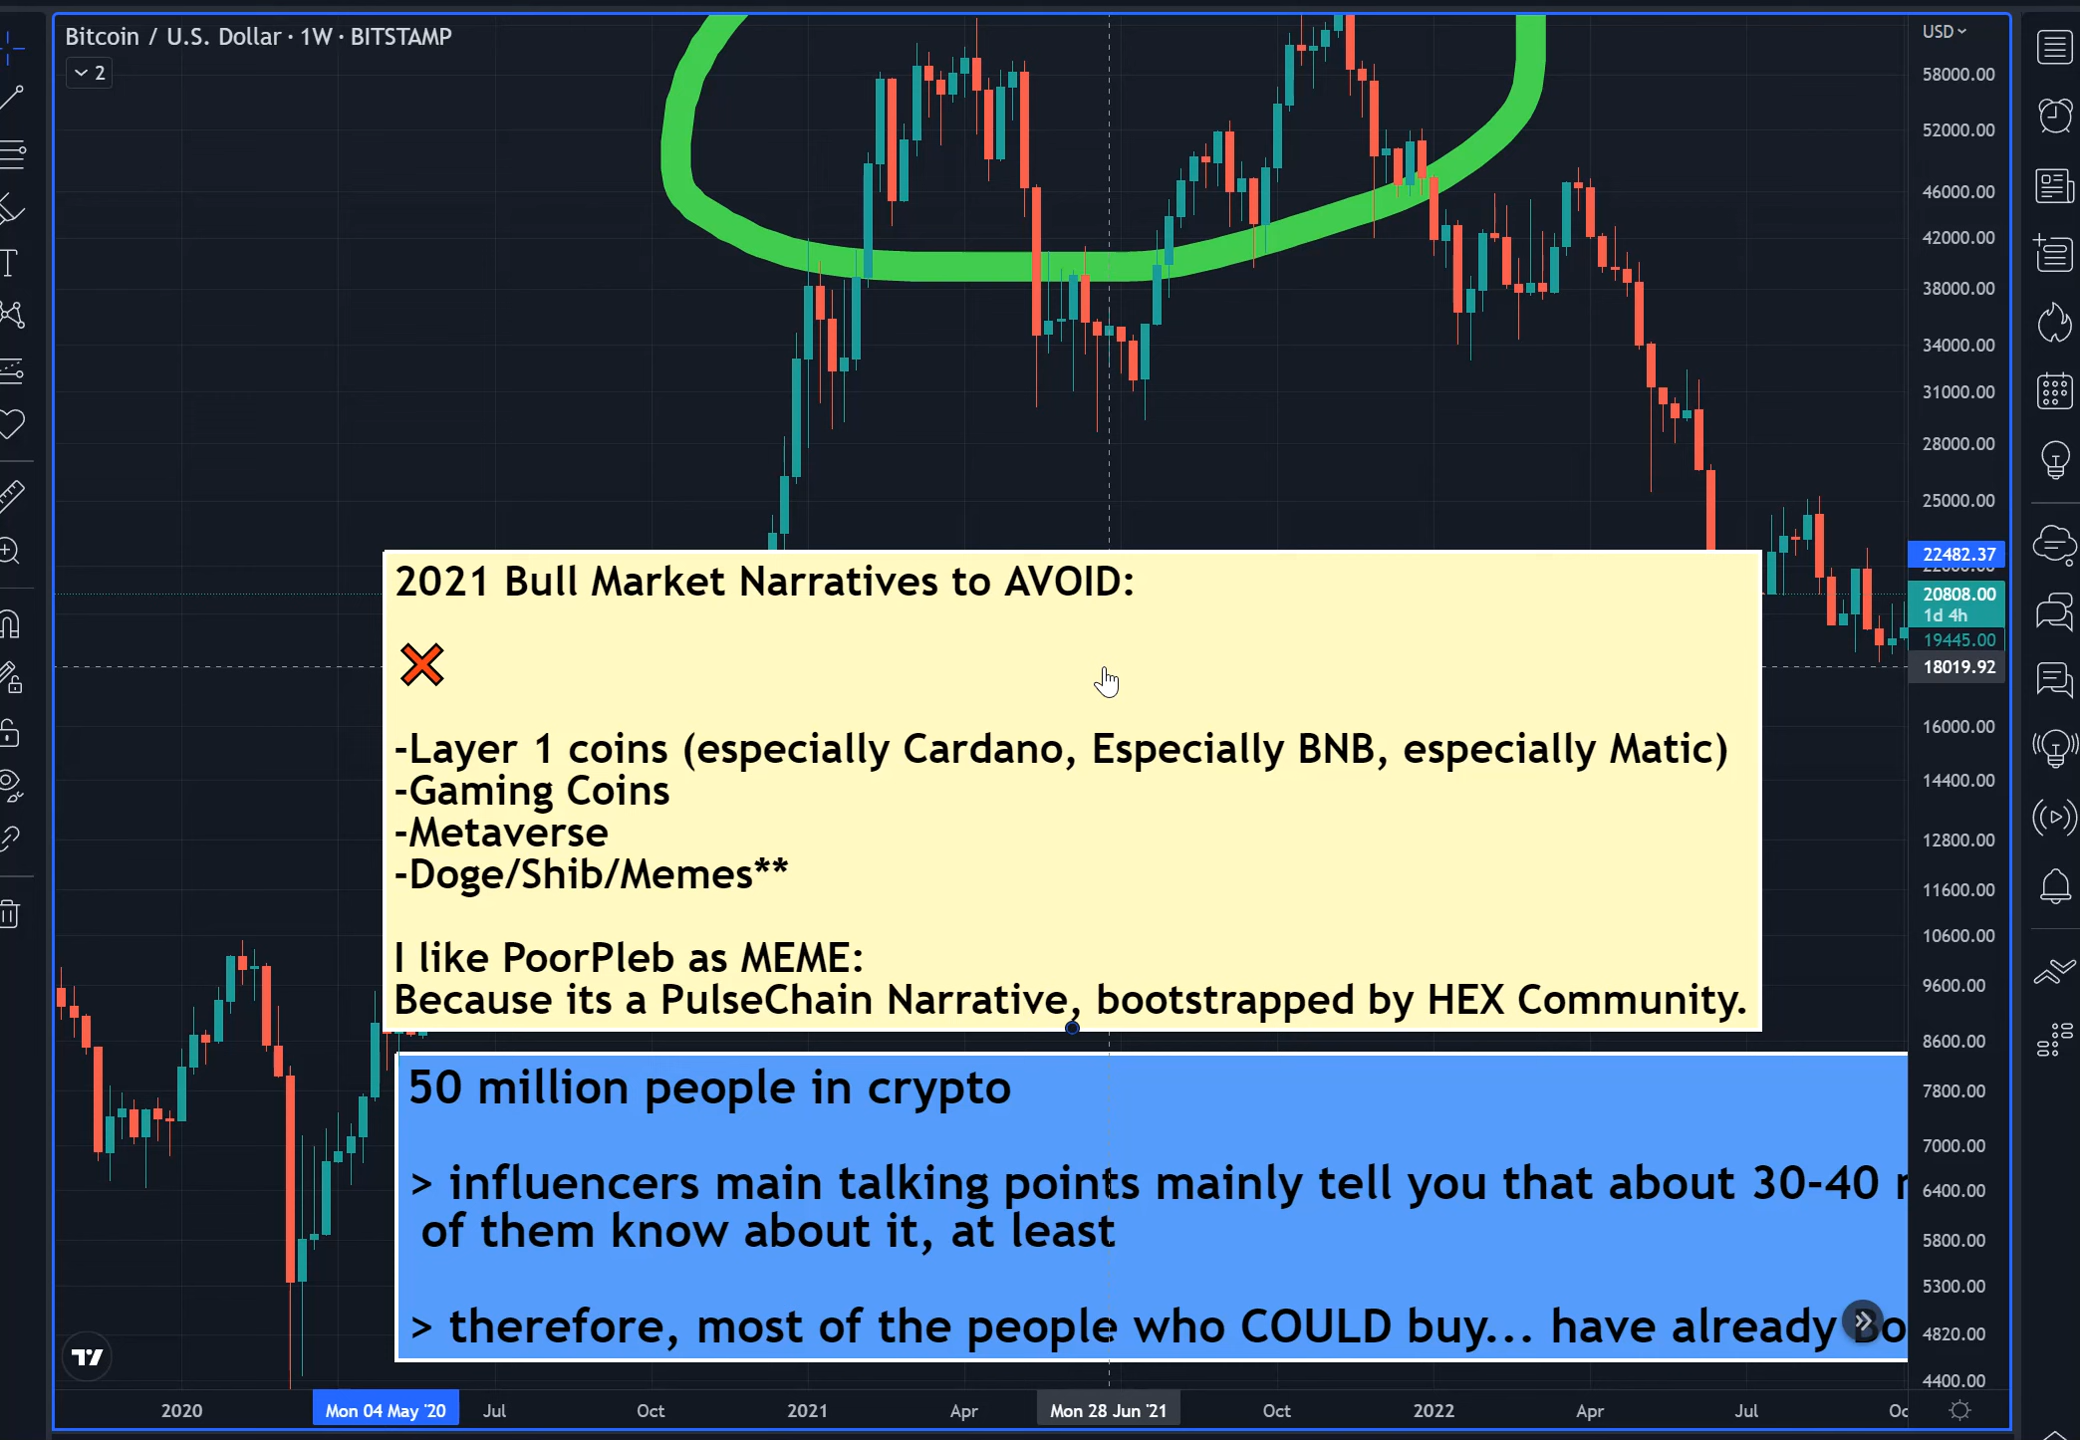 Bitcoin / U.S. Dollar · 1W · BITSTAMP
2
USD
58000.00
52000.00
46000.00
42000.00
38000.00
34000.00
31000.00
28000.00
25000.00
22482.37
20808.00
1d 4h
19445.00
18019.92
16000.00
14400.00
12800.00
11600.00
10600.00
9600.00
8600.00
7800.00
7000.00
6400.00
5800.00
5300.00
4820.00
4400.00
2021 Bull Market Narratives to AVOID:
❌
-Layer 1 coins (especially Cardano, Especially BNB, especially Matic)
-Gaming Coins
-Metaverse
-Doge/Shib/Memes**
I like PoorPleb as MEME:
Because its a PulseChain Narrative, bootstrapped by HEX Community.
50 million people in crypto
> influencers main talking points mainly tell you that about 30-40
of them know about it, at least
> therefore, most of the people who COULD buy... have already
2020 Mon 04 May '20 Jul Oct 2021 Apr Mon 28 Jun '21 Oct 2022 Apr Jul